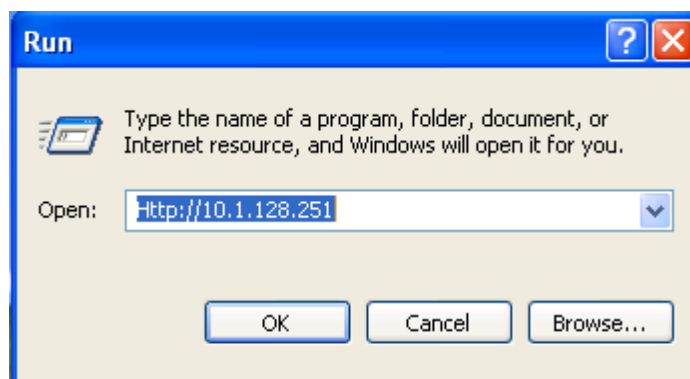 Run
Type the name of a program, folder, document, or
Internet resource, and Windows will open it for you.
Open: Http://10.1.128.251
OK Cancel Browse...